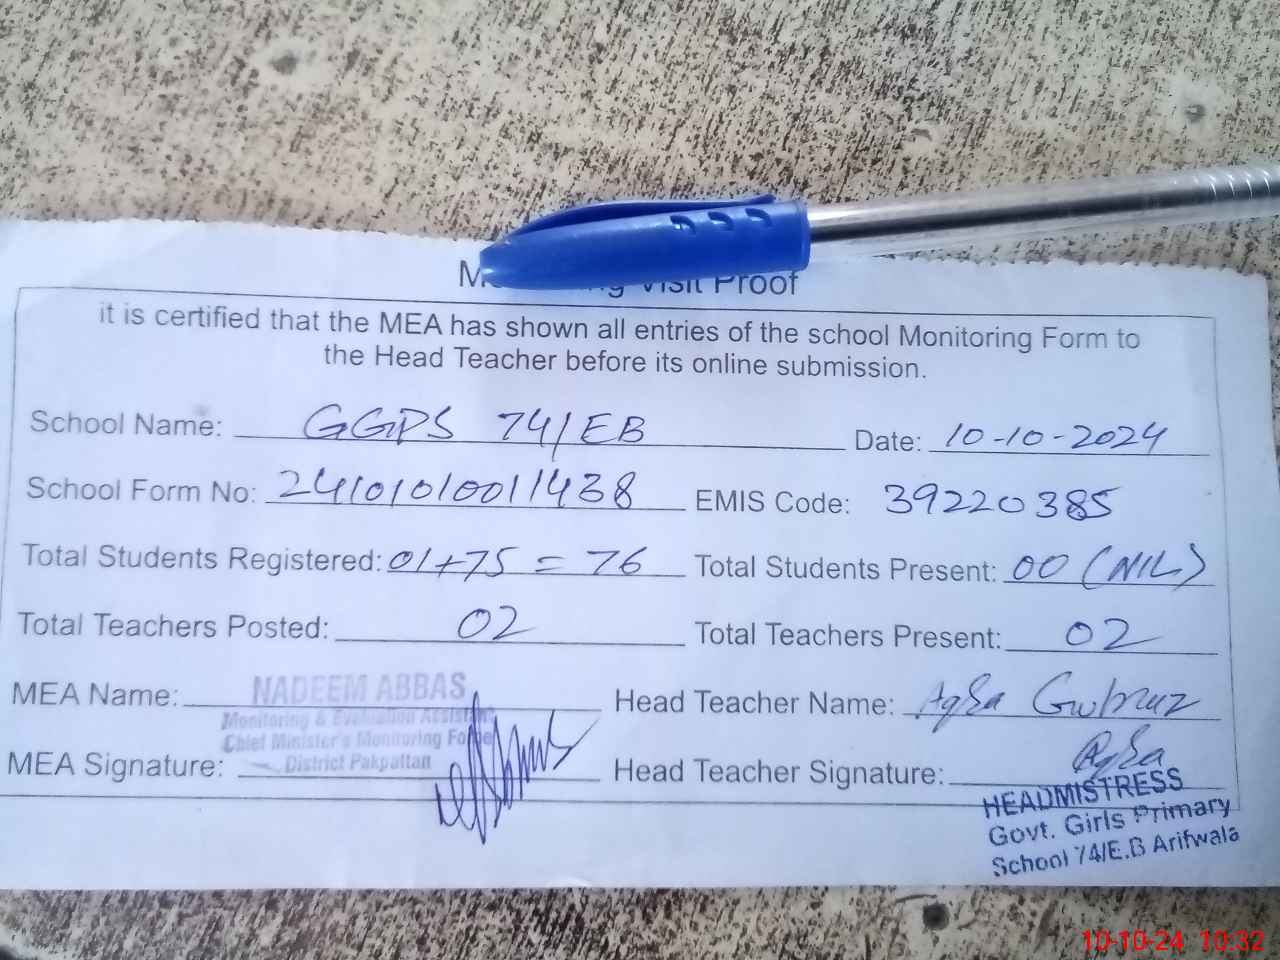 Visit Proof
it is certified that the MEA has shown all entries of the school Monitoring Form to
the Head Teacher before its online submission.
School Name: GGPS 74/EB Date: 10-10-2024
School Form No: 24101010011438 EMIS Code: 39220385
Total Students Registered: 01+75 = 76 Total Students Present: 00 (NIL)
Total Teachers Posted: 02 Total Teachers Present: 02
MEA Name: NADEEM ABBAS Head Teacher Name: Aqsa
Monitoring & Evaluation Assistant
Chief Minister's Monitoring Force
District Pakpattan
MEA Signature: Head Teacher Signature: Aqsa
HEADMISTRESS
Govt. Girls Primary
School 74/E.B Arifwala
10-10-24 10:32